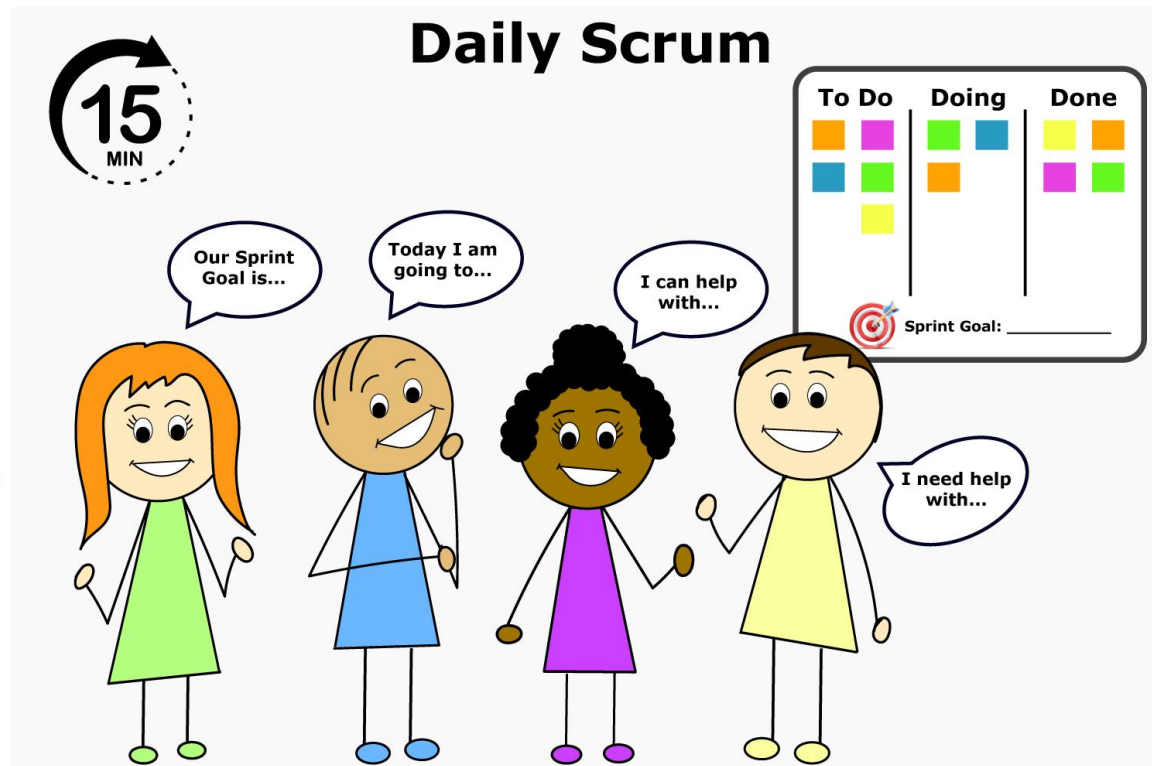 Daily Scrum
15
MIN
To Do
Doing
Done
Sprint Goal: ____________
Our Sprint
Goal is...
Today I am
going to...
I can help
with...
I need help
with...